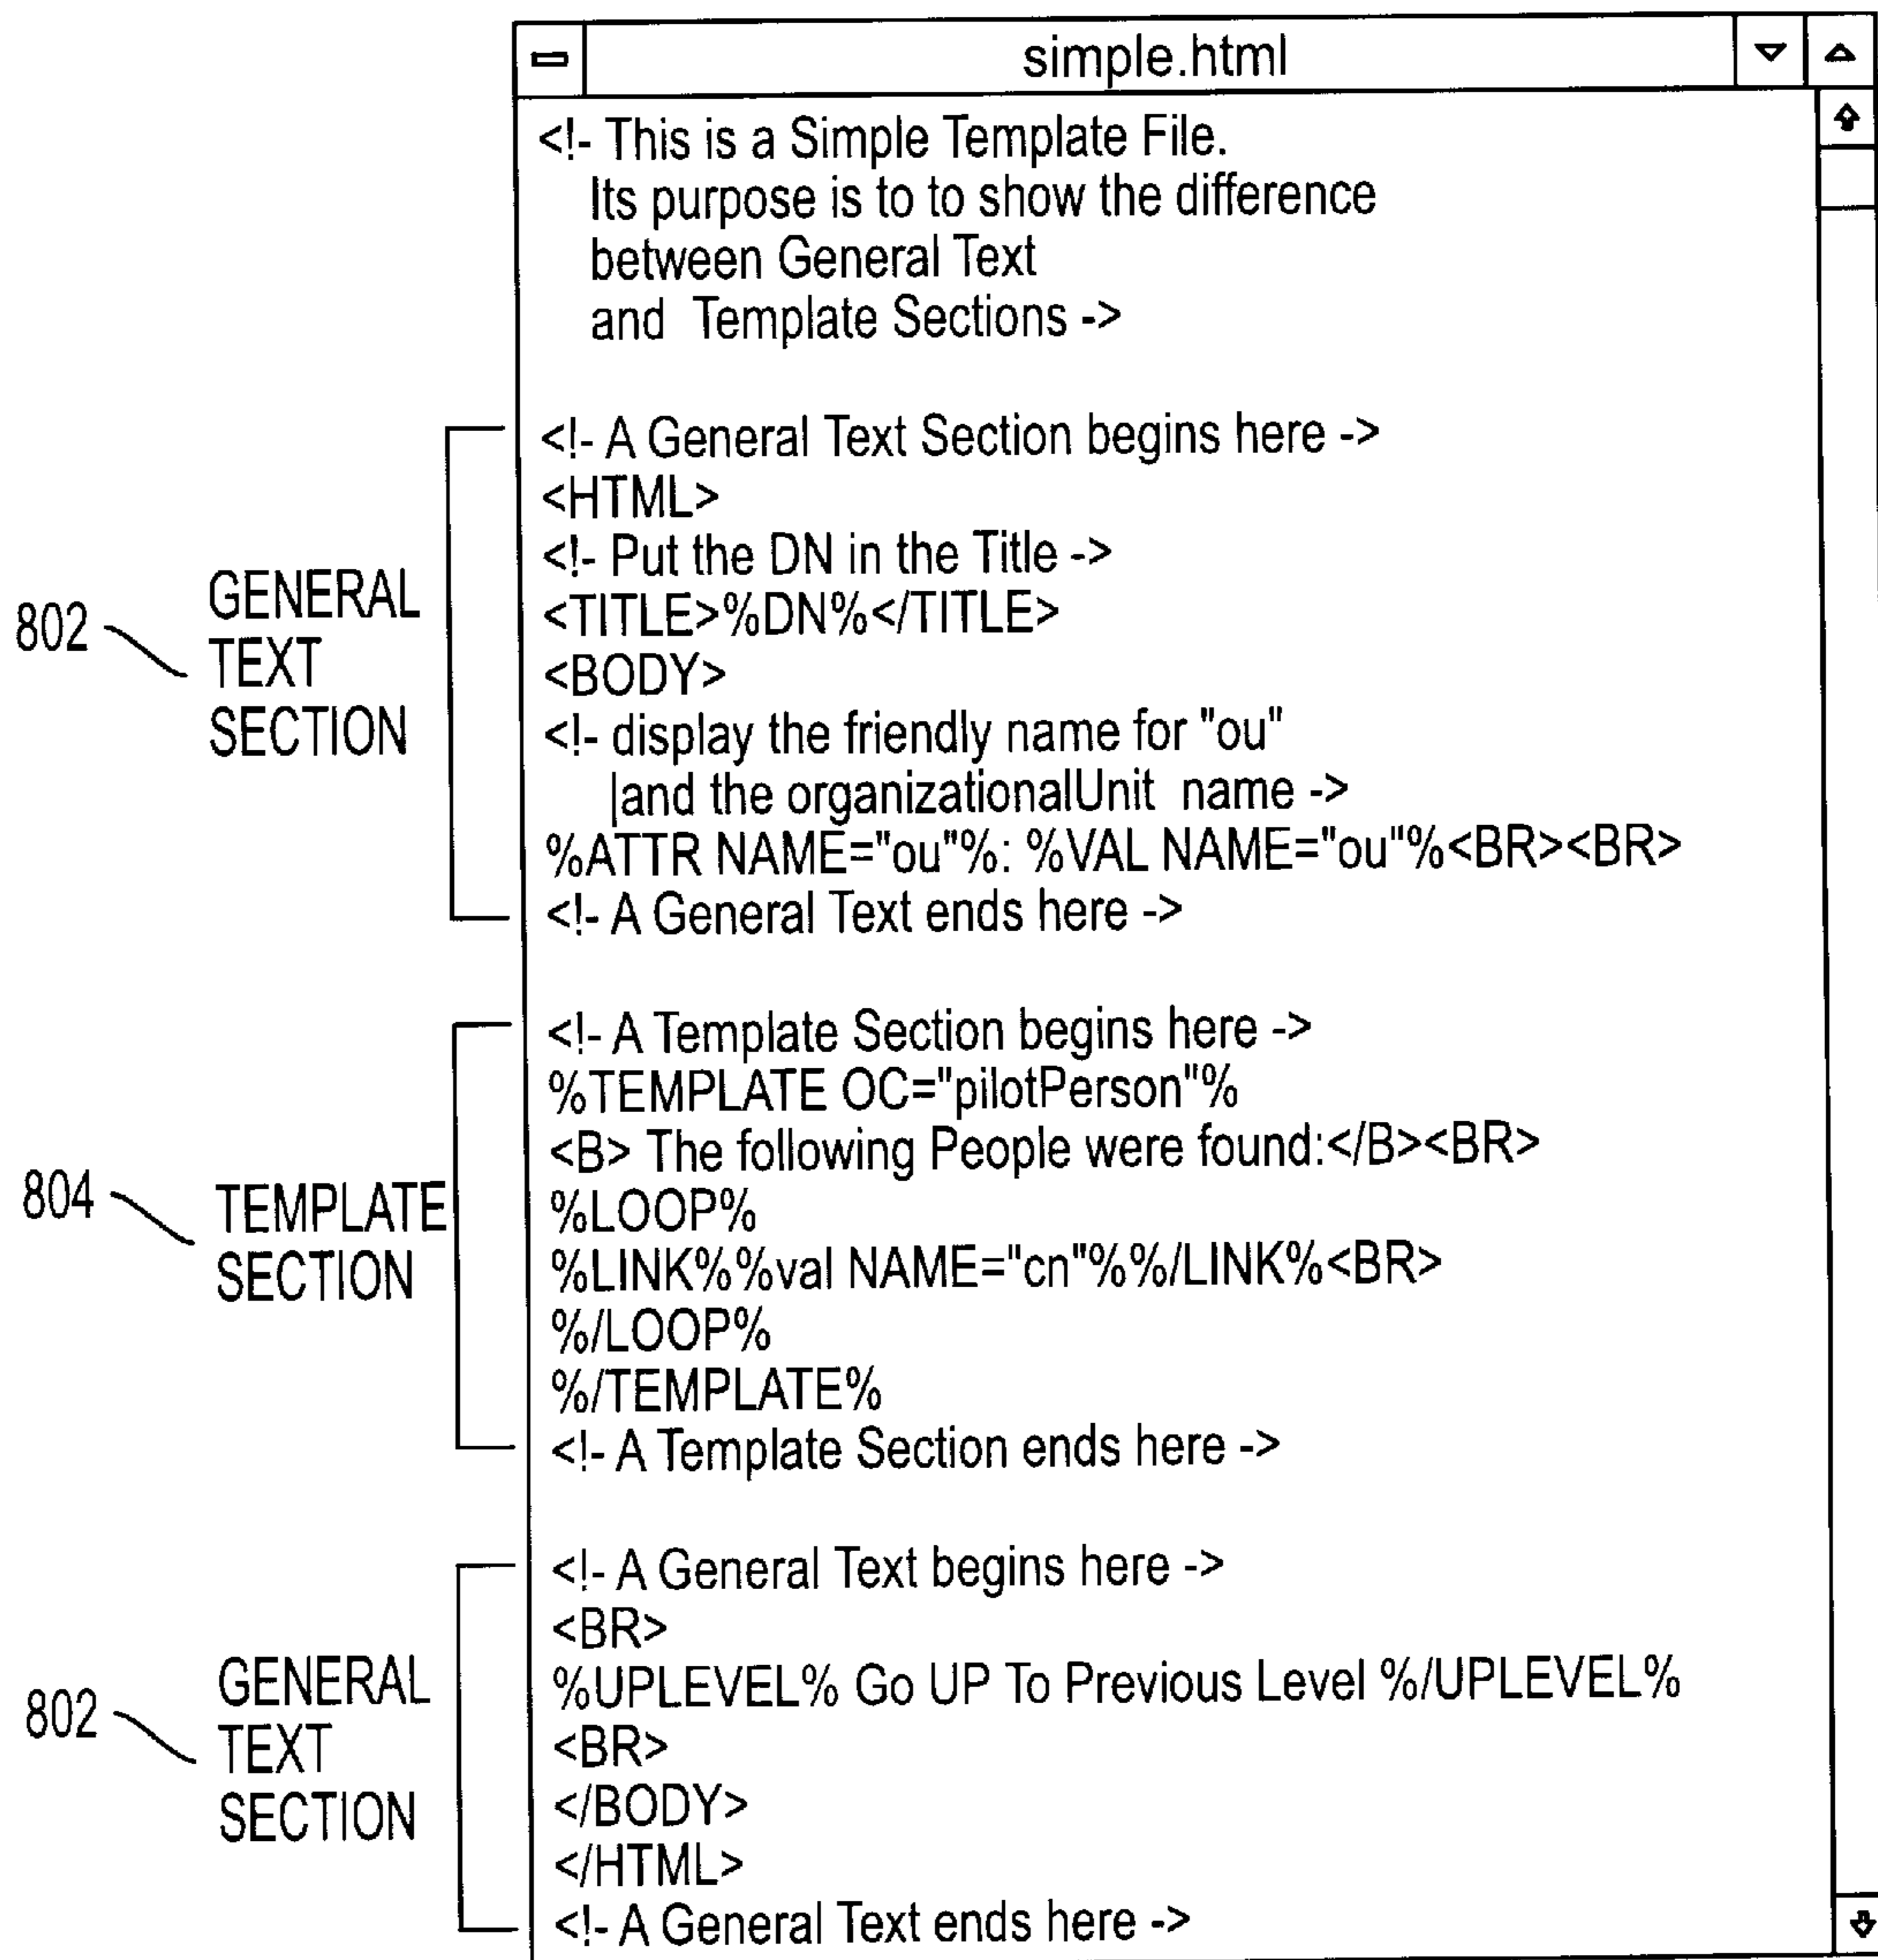 simple.html
<!- This is a Simple Template File.
Its purpose is to to show the difference
between General Text
and Template Sections ->
<!- A General Text Section begins here ->
<HTML>
<!- Put the DN in the Title ->
<TITLE>%DN%</TITLE>
<BODY>
<!- display the friendly name for "ou"
|and the organizationalUnit name ->
%ATTR NAME="ou"%: %VAL NAME="ou"%<BR><BR>
<!- A General Text ends here ->
802
GENERAL
TEXT
SECTION
<!- A Template Section begins here ->
%TEMPLATE OC="pilotPerson"%
<B> The following People were found:</B><BR>
%LOOP%
%LINK%%val NAME="cn"%%/LINK%<BR>
%/LOOP%
%/TEMPLATE%
<!- A Template Section ends here ->
804
TEMPLATE
SECTION
<!- A General Text begins here ->
<BR>
%UPLEVEL% Go UP To Previous Level %/UPLEVEL%
<BR>
</BODY>
</HTML>
<!- A General Text ends here ->
802
GENERAL
TEXT
SECTION